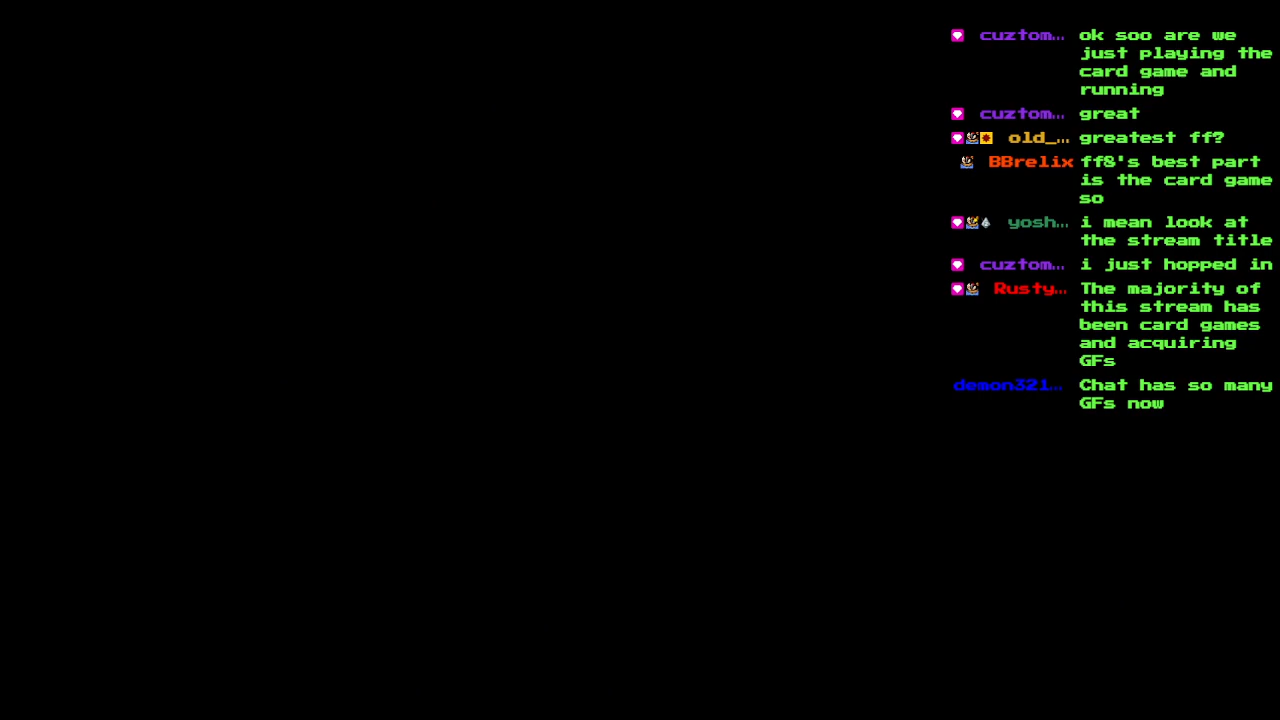 cuztom… ok soo are we
just playing the
card game and
running
cuztom… great
old_… greatest ff?
BBrelix ff8's best part
is the card game
so
yosh… i mean look at
the stream title
cuztom… i just hopped in
Rusty… The majority of
this stream has
been card games
and acquiring
GFs
demon321… Chat has so many
GFs now